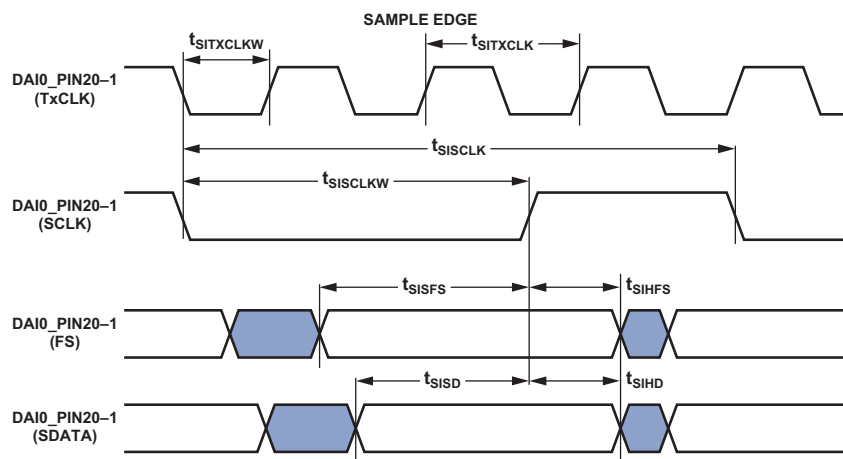 SAMPLE EDGE
tSITXCLKW
tSITXCLK
DAI0_PIN20–1
(TxCLK)
tSISCLK
tSISCLKW
DAI0_PIN20–1
(SCLK)
tSISFS
tSIHFS
DAI0_PIN20–1
(FS)
tSISD
tSIHD
DAI0_PIN20–1
(SDATA)